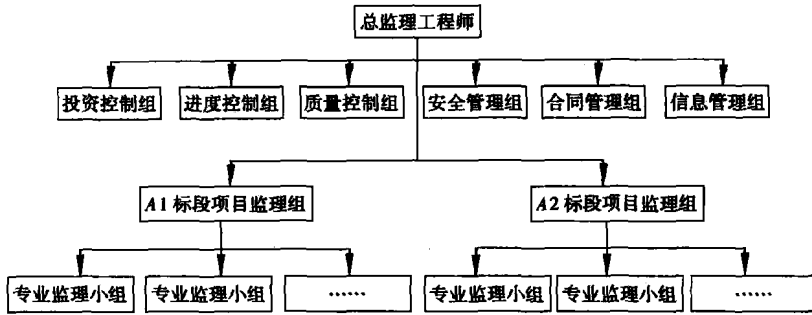 总监理工程师
投资控制组
进度控制组
质量控制组
安全管理组
合同管理组
信息管理组
A1标段项目监理组
A2标段项目监理组
专业监理小组
专业监理小组
……
专业监理小组
专业监理小组
……